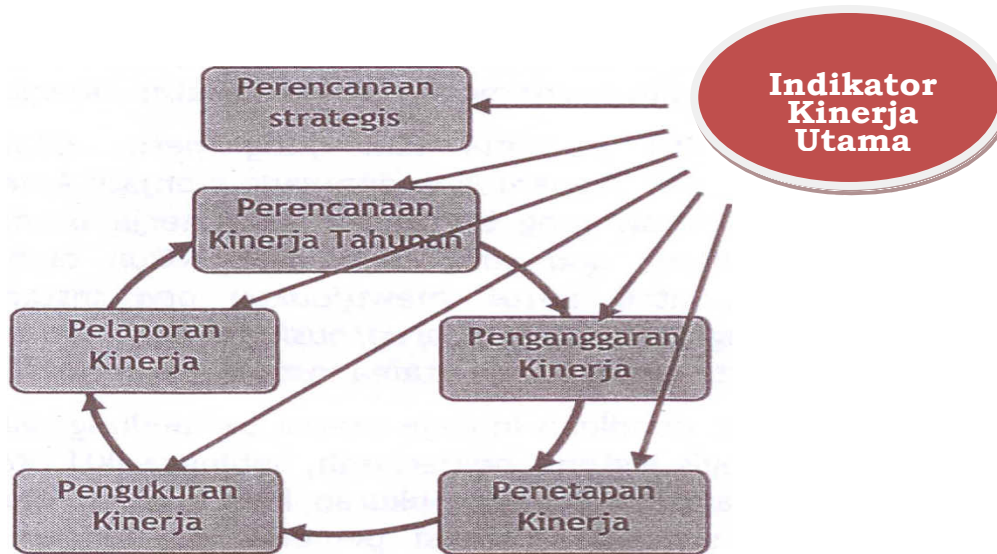 Indikator
Kinerja
Utama
Perencanaan
strategis
Perencanaan
Kinerja Tahunan
Pelaporan
Kinerja
Penganggaran
Kinerja
Pengukuran
Kinerja
Penetapan
Kinerja